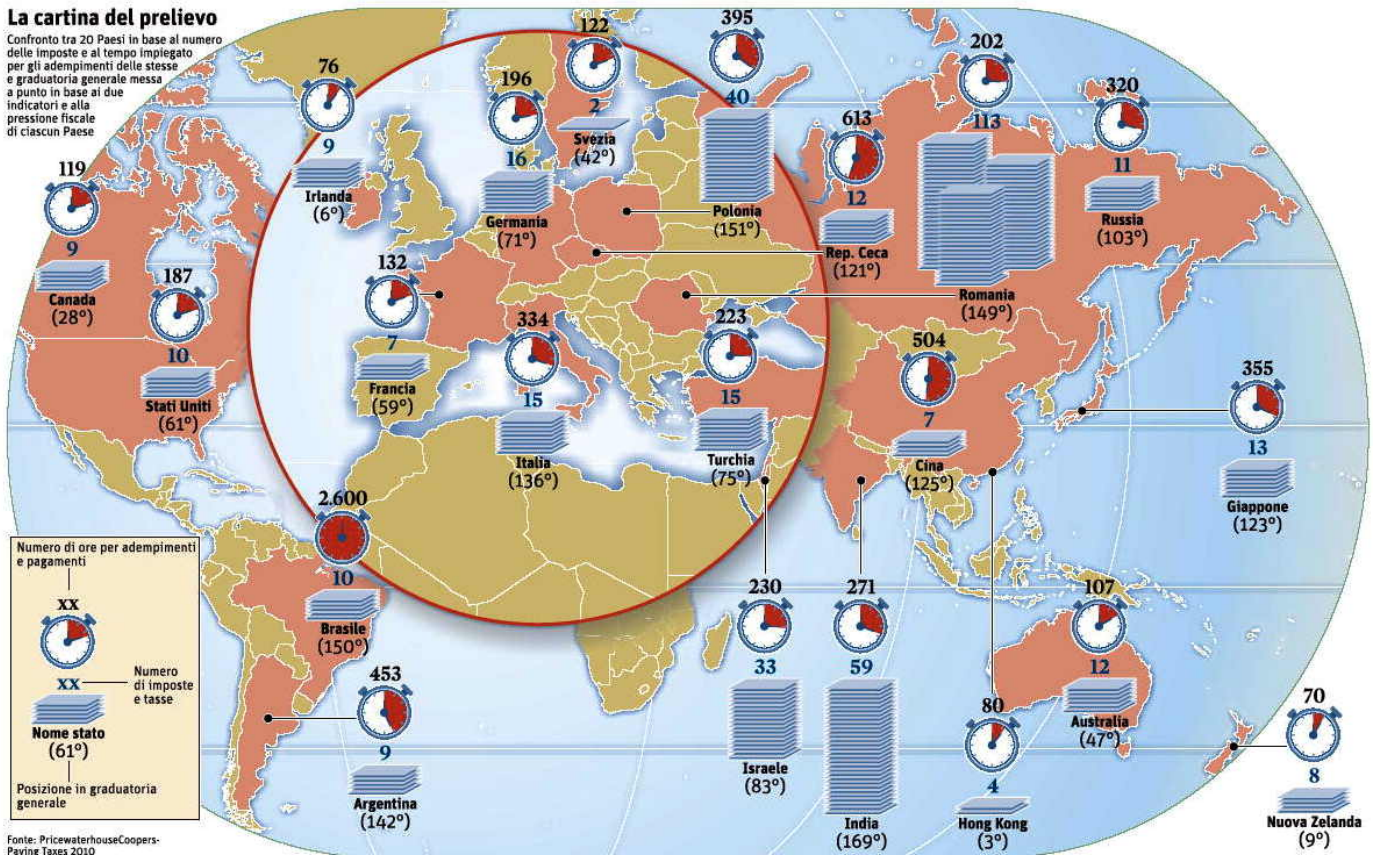 La cartina del prelievo
Confronto tra 20 Paesi in base al numero
delle imposte e al tempo impiegato
per gli adempimenti delle stesse
e graduatoria generale messa
a punto in base ai due
indicatori e alla
pressione fiscale
di ciascun Paese
119
9
Canada
(28°)
187
10
Stati Uniti
(61°)
76
9
Irlanda
(6°)
196
16
Germania
(71°)
122
2
Svezia
(42°)
395
40
Polonia
(151°)
613
12
Rep. Ceca
(121°)
202
113
Romania
(149°)
320
11
Russia
(103°)
132
7
Francia
(59°)
334
15
Italia
(136°)
223
15
Turchia
(75°)
504
7
Cina
(125°)
355
13
Giappone
(123°)
2.600
10
Brasile
(150°)
453
9
Argentina
(142°)
230
33
Israele
(83°)
271
59
India
(169°)
80
4
Hong Kong
(3°)
107
12
Australia
(47°)
70
8
Nuova Zelanda
(9°)
Numero di ore per adempimenti
e pagamenti
xx
xx
Numero
di imposte
e tasse
Nome stato
(61°)
Posizione in graduatoria
generale
Fonte: PricewaterhouseCoopers-
Paying Taxes 2010